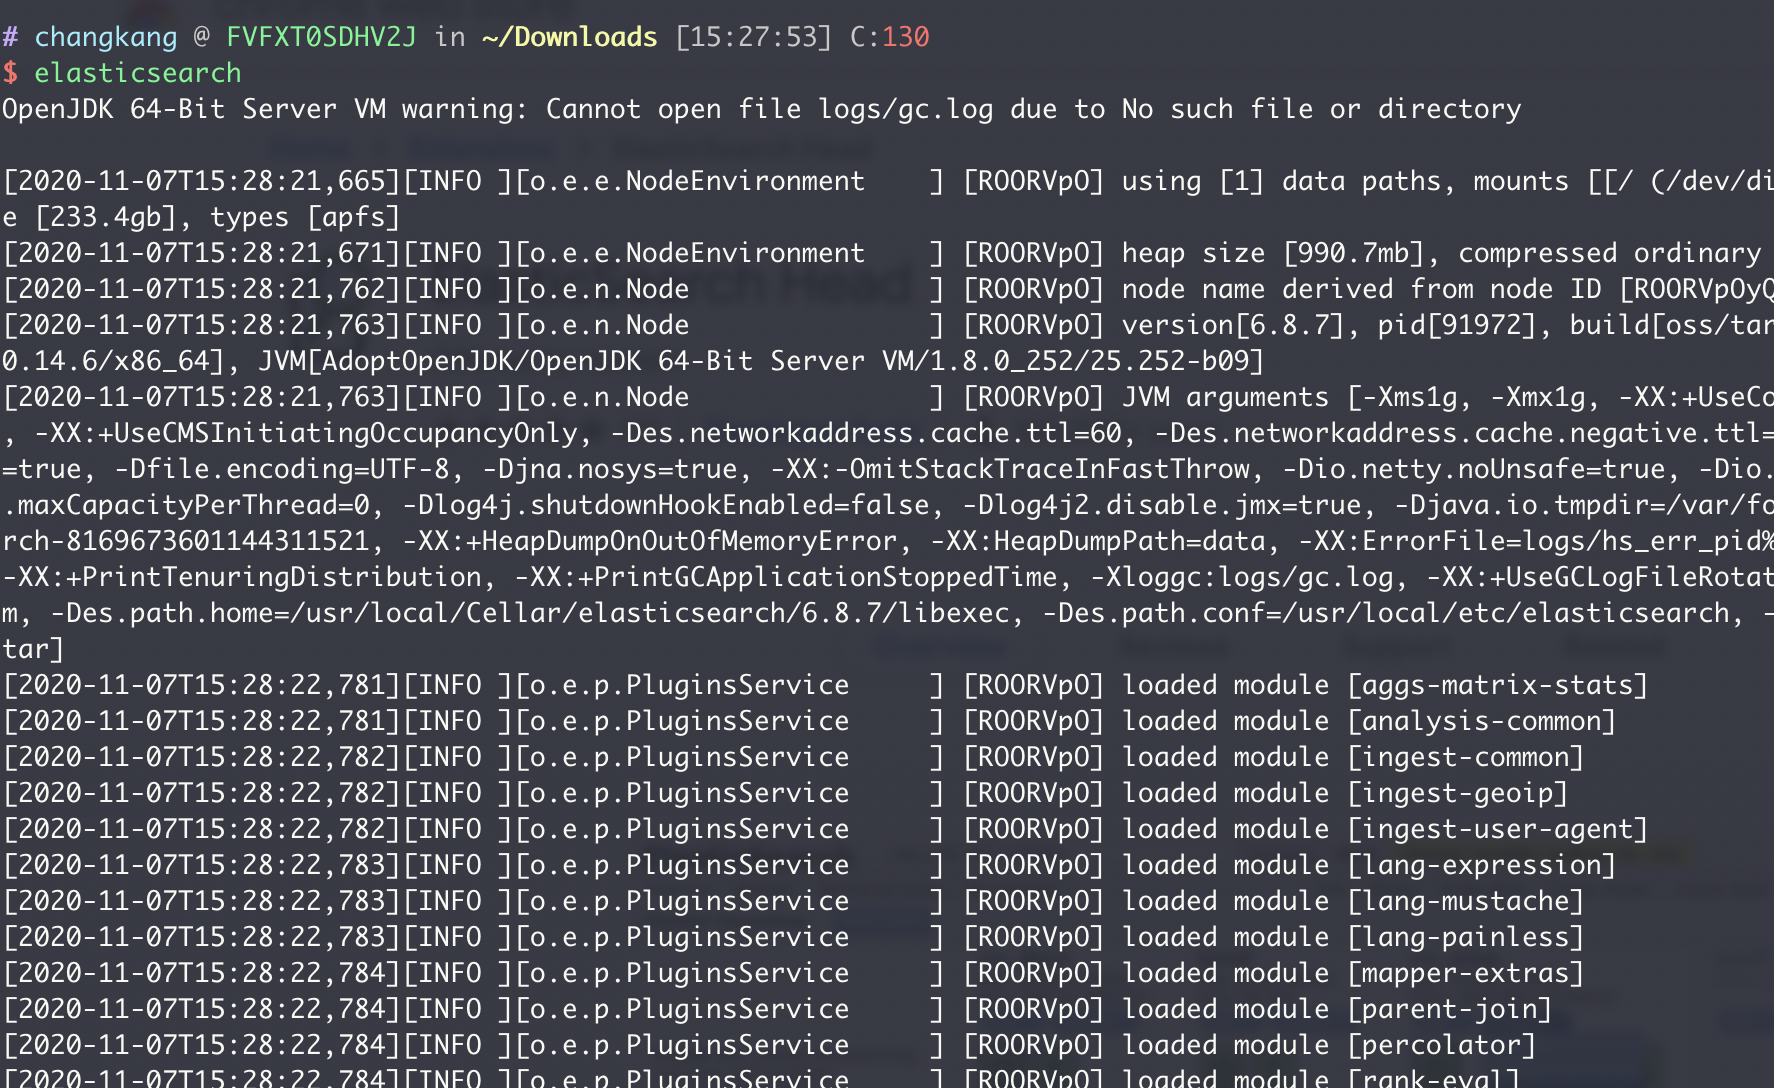 # changkang @ FVFXT0SDHV2J in ~/Downloads [15:27:53] C:130
$ elasticsearch
OpenJDK 64-Bit Server VM warning: Cannot open file logs/gc.log due to No such file or directory
[2020-11-07T15:28:21,665][INFO ][o.e.e.NodeEnvironment    ] [ROORVpO] using [1] data paths, mounts [[/ (/dev/di
e [233.4gb], types [apfs]
[2020-11-07T15:28:21,671][INFO ][o.e.e.NodeEnvironment    ] [ROORVpO] heap size [990.7mb], compressed ordinary
[2020-11-07T15:28:21,762][INFO ][o.e.n.Node               ] [ROORVpO] node name derived from node ID [ROORVpOyQ
[2020-11-07T15:28:21,763][INFO ][o.e.n.Node               ] [ROORVpO] version[6.8.7], pid[91972], build[oss/tar
0.14.6/x86_64], JVM[AdoptOpenJDK/OpenJDK 64-Bit Server VM/1.8.0_252/25.252-b09]
[2020-11-07T15:28:21,763][INFO ][o.e.n.Node               ] [ROORVpO] JVM arguments [-Xms1g, -Xmx1g, -XX:+UseCo
, -XX:+UseCMSInitiatingOccupancyOnly, -Des.networkaddress.cache.ttl=60, -Des.networkaddress.cache.negative.ttl=
=true, -Dfile.encoding=UTF-8, -Djna.nosys=true, -XX:-OmitStackTraceInFastThrow, -Dio.netty.noUnsafe=true, -Dio.
.maxCapacityPerThread=0, -Dlog4j.shutdownHookEnabled=false, -Dlog4j2.disable.jmx=true, -Djava.io.tmpdir=/var/fo
rch-8169673601144311521, -XX:+HeapDumpOnOutOfMemoryError, -XX:HeapDumpPath=data, -XX:ErrorFile=logs/hs_err_pid%
-XX:+PrintTenuringDistribution, -XX:+PrintGCApplicationStoppedTime, -Xloggc:logs/gc.log, -XX:+UseGCLogFileRotat
m, -Des.path.home=/usr/local/Cellar/elasticsearch/6.8.7/libexec, -Des.path.conf=/usr/local/etc/elasticsearch, -
tar]
[2020-11-07T15:28:22,781][INFO ][o.e.p.PluginsService     ] [ROORVpO] loaded module [aggs-matrix-stats]
[2020-11-07T15:28:22,781][INFO ][o.e.p.PluginsService     ] [ROORVpO] loaded module [analysis-common]
[2020-11-07T15:28:22,782][INFO ][o.e.p.PluginsService     ] [ROORVpO] loaded module [ingest-common]
[2020-11-07T15:28:22,782][INFO ][o.e.p.PluginsService     ] [ROORVpO] loaded module [ingest-geoip]
[2020-11-07T15:28:22,782][INFO ][o.e.p.PluginsService     ] [ROORVpO] loaded module [ingest-user-agent]
[2020-11-07T15:28:22,783][INFO ][o.e.p.PluginsService     ] [ROORVpO] loaded module [lang-expression]
[2020-11-07T15:28:22,783][INFO ][o.e.p.PluginsService     ] [ROORVpO] loaded module [lang-mustache]
[2020-11-07T15:28:22,783][INFO ][o.e.p.PluginsService     ] [ROORVpO] loaded module [lang-painless]
[2020-11-07T15:28:22,784][INFO ][o.e.p.PluginsService     ] [ROORVpO] loaded module [mapper-extras]
[2020-11-07T15:28:22,784][INFO ][o.e.p.PluginsService     ] [ROORVpO] loaded module [parent-join]
[2020-11-07T15:28:22,784][INFO ][o.e.p.PluginsService     ] [ROORVpO] loaded module [percolator]
[2020-11-07T15:28:22,784][INFO ][o.e.p.PluginsService     ] [ROORVpO] loaded module [rank-eval]